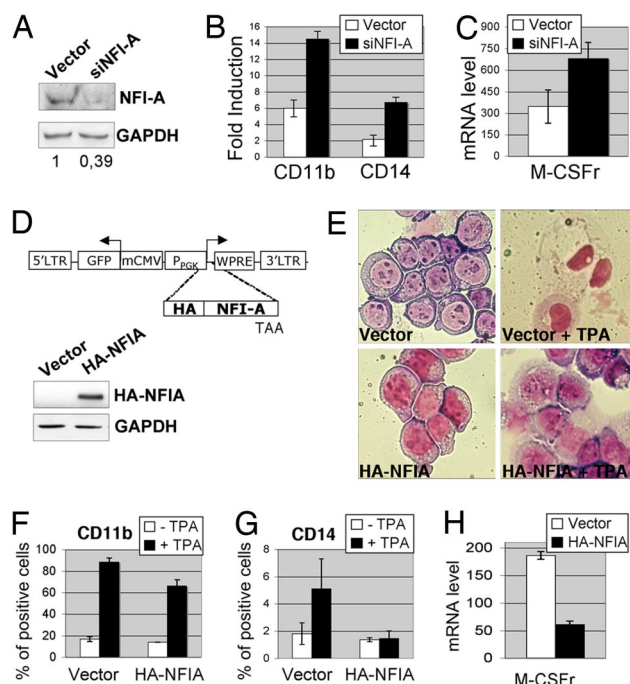 A
Vector
siNFI-A
NFI-A
GAPDH
1 0,39
B
Vector
siNFI-A
Fold Induction
16
14
12
10
8
6
4
2
0
CD11b CD14
C
Vector
siNFI-A
mRNA level
900
750
600
450
300
150
0
M-CSFr
D
5'LTR GFP mCMV PPGK WPRE 3'LTR
HA NFI-A
TAA
Vector
HA-NFIA
HA-NFIA
GAPDH
E
Vector
Vector + TPA
HA-NFIA
HA-NFIA + TPA
F
CD11b
- TPA
+ TPA
% of positive cells
100
80
60
40
20
0
Vector HA-NFIA
G
CD14
- TPA
+ TPA
% of positive cells
8
6
4
2
0
Vector HA-NFIA
H
Vector
HA-NFIA
mRNA level
200
150
100
50
0
M-CSFr